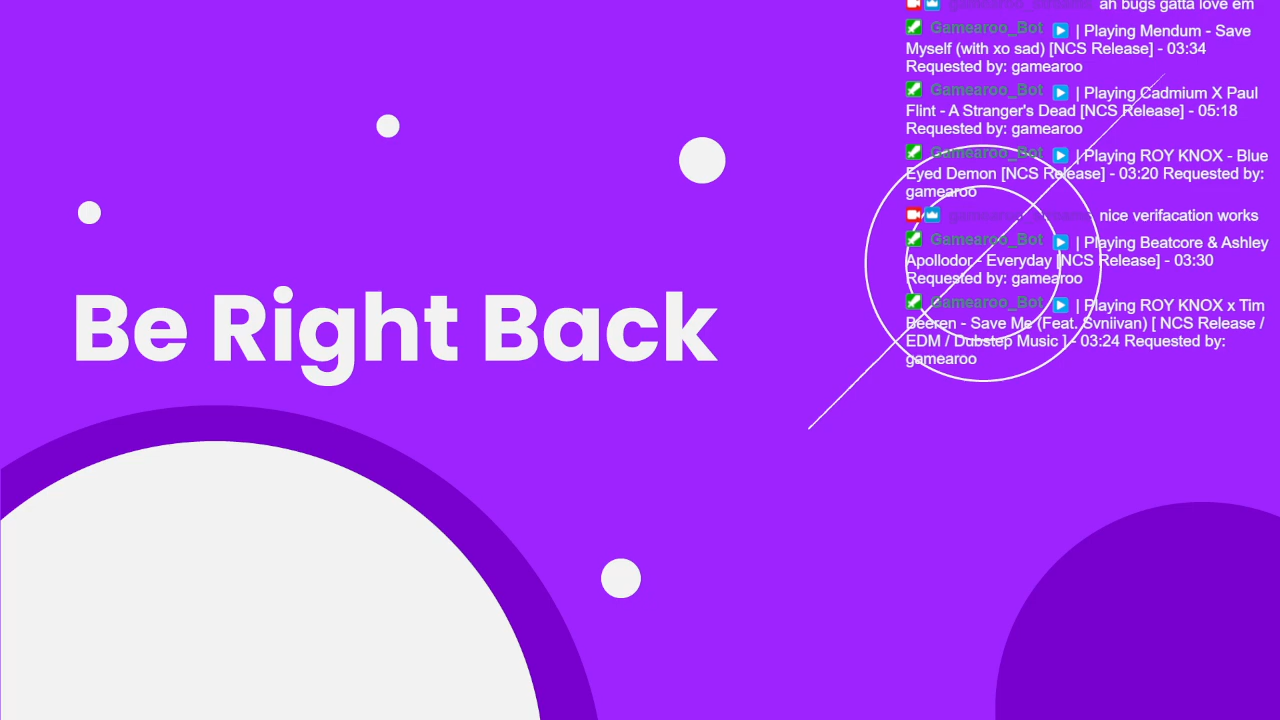 ah bugs gatta love em
Gamearoo_Bot | Playing Mendum - Save
Myself (with xo sad) [NCS Release] - 03:34
Requested by: gamearoo
Gamearoo_Bot | Playing Cadmium X Paul
Flint - A Stranger's Dead [NCS Release] - 05:18
Requested by: gamearoo
Gamearoo_Bot | Playing ROY KNOX - Blue
Eyed Demon [NCS Release] - 03:20 Requested by:
gamearoo
nice verifacation works
Gamearoo_Bot | Playing Beatcore & Ashley
Apollodor - Everyday [NCS Release] - 03:30
Requested by: gamearoo
Gamearoo_Bot | Playing ROY KNOX x Tim
Beeren - Save Me (Feat. Svniivan) [ NCS Release /
EDM / Dubstep Music ] - 03:24 Requested by:
gamearoo
Be Right Back